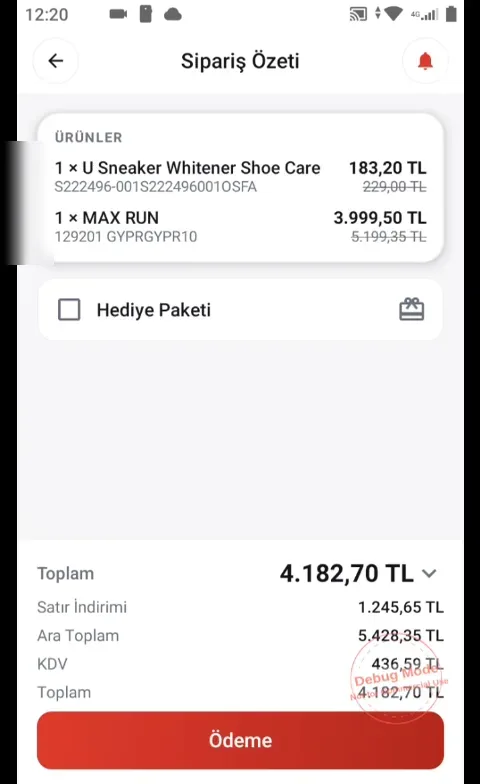 12:20
4G
Sipariş Özeti
ÜRÜNLER
1 × U Sneaker Whitener Shoe Care 183,20 TL
S222496-001S222496001OSFA 229,00 TL
1 × MAX RUN 3.999,50 TL
129201 GYPRGYPR10 5.199,35 TL
Hediye Paketi
Toplam 4.182,70 TL
Satır İndirimi 1.245,65 TL
Ara Toplam 5.428,35 TL
KDV 436,59 TL
Debug Mode
Toplam 4.182,70 TL
Ödeme